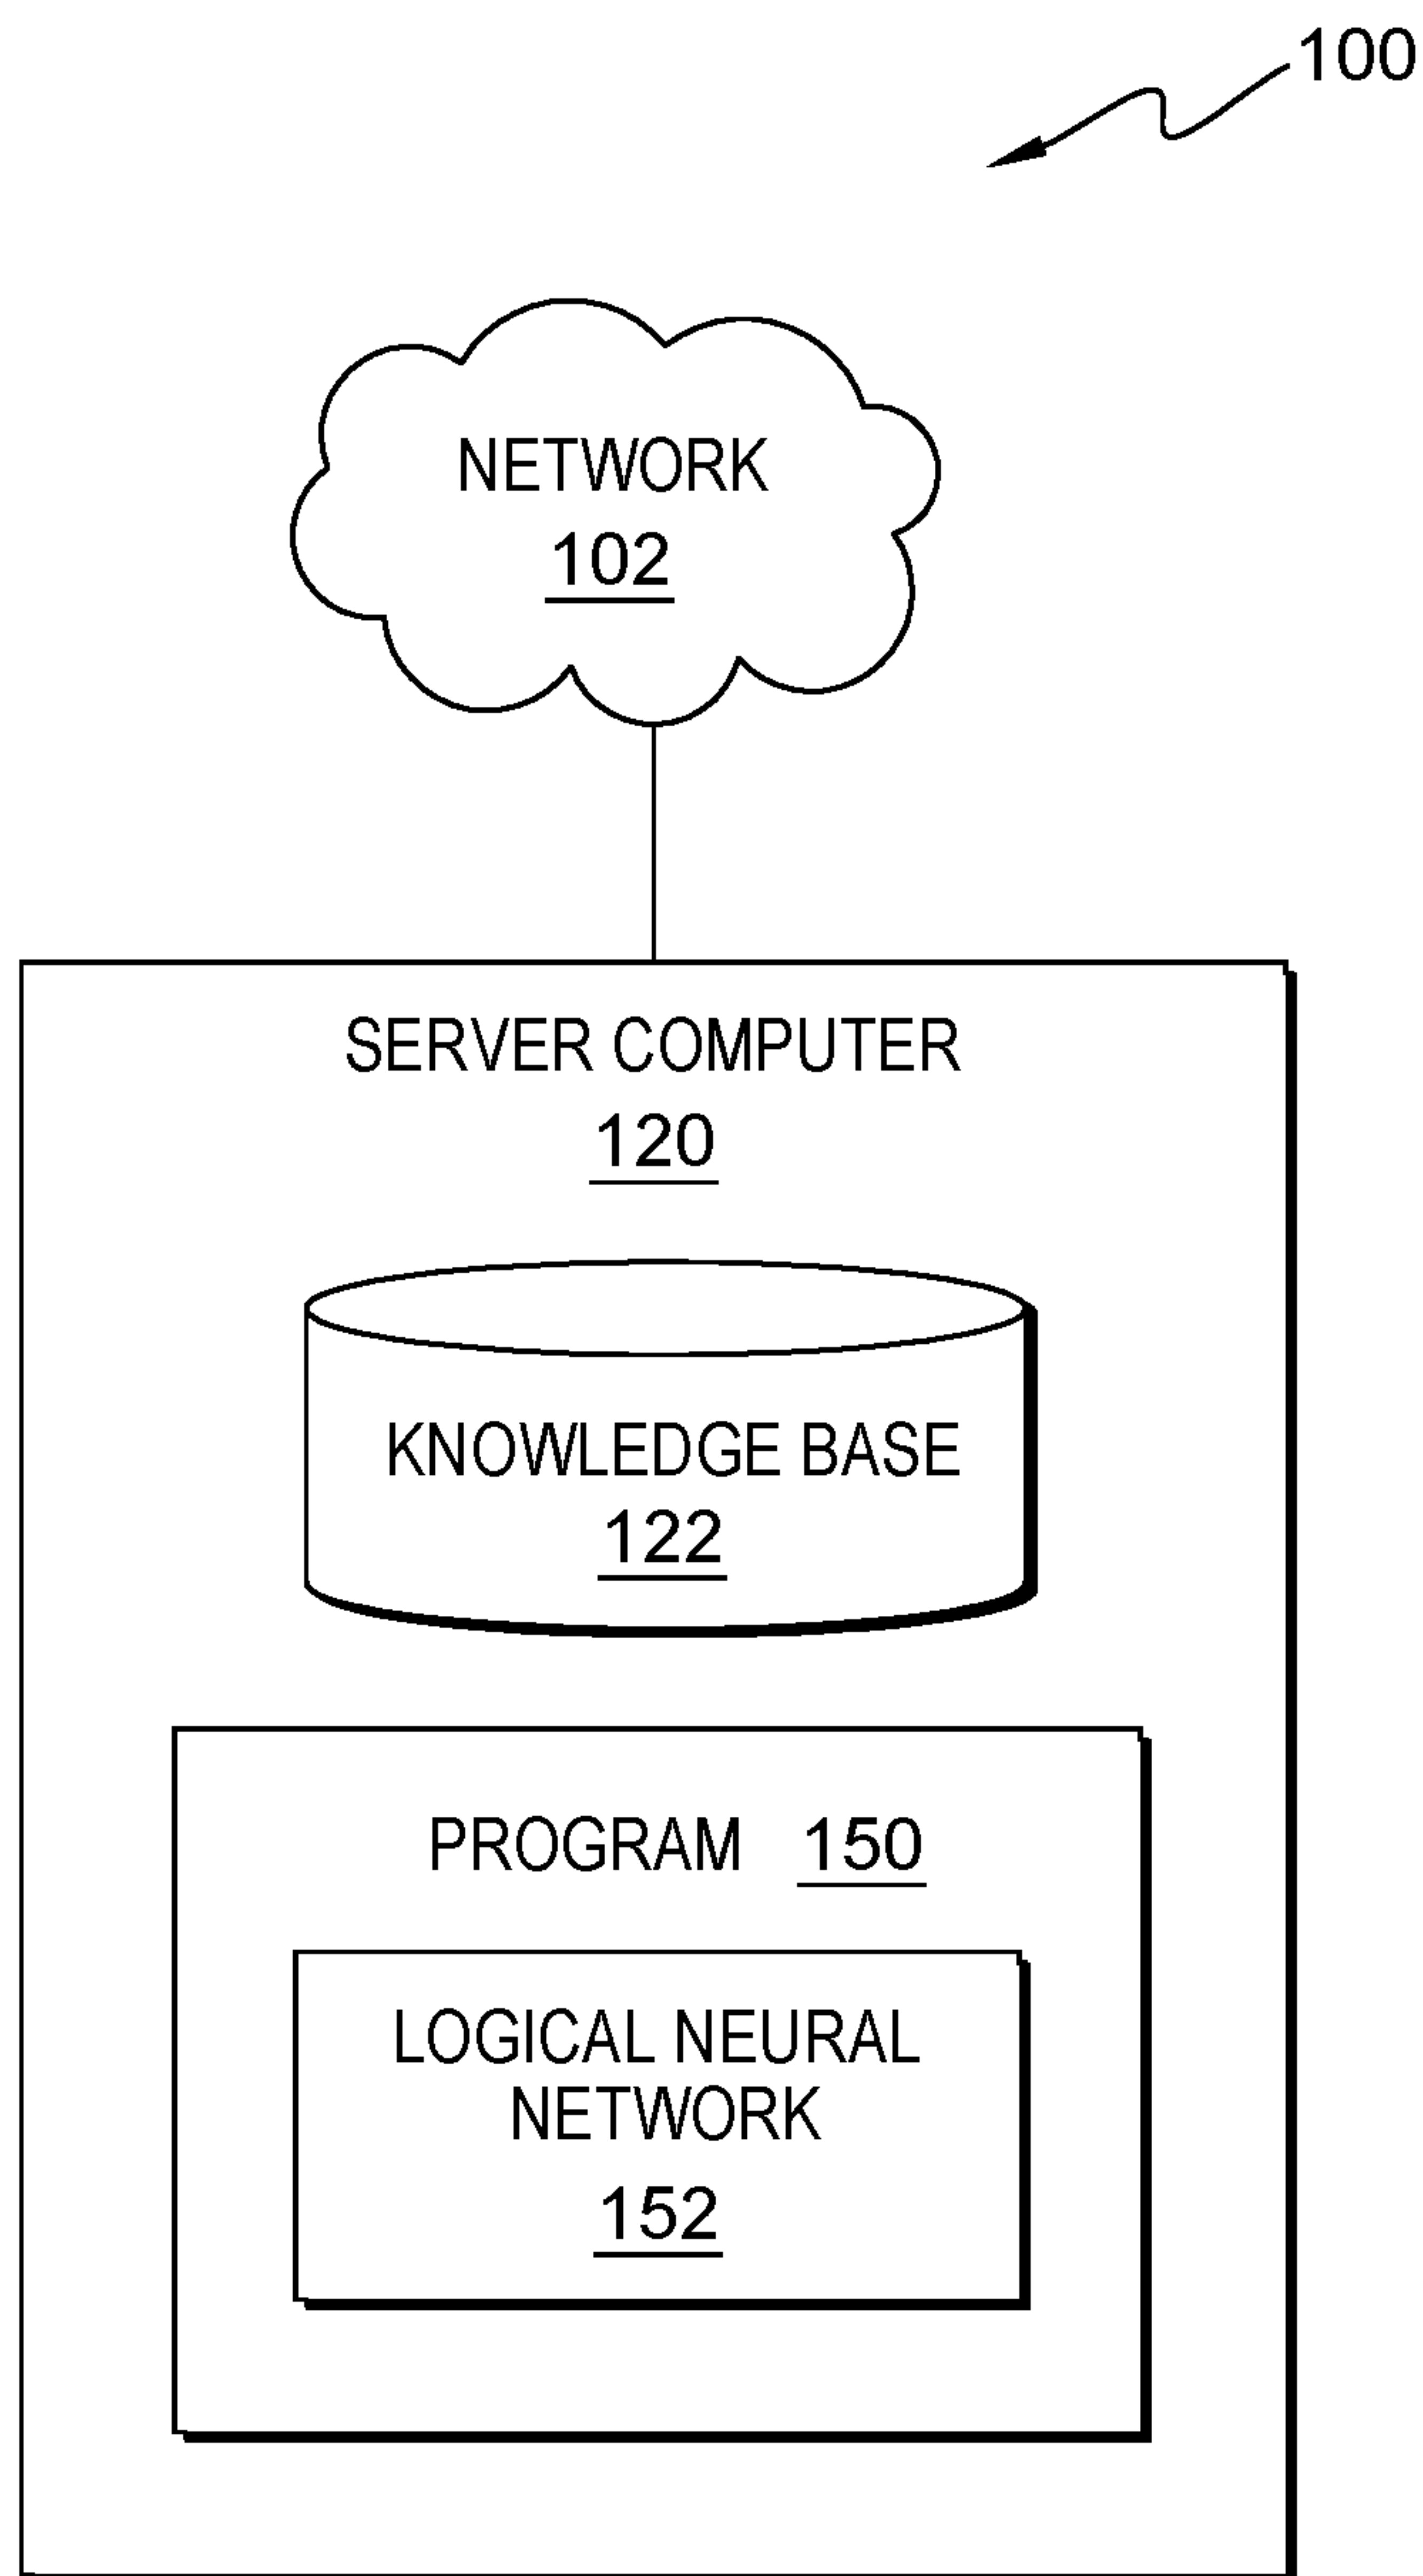 100
NETWORK
102
SERVER COMPUTER
120
KNOWLEDGE BASE
122
PROGRAM 150
LOGICAL NEURAL
NETWORK
152